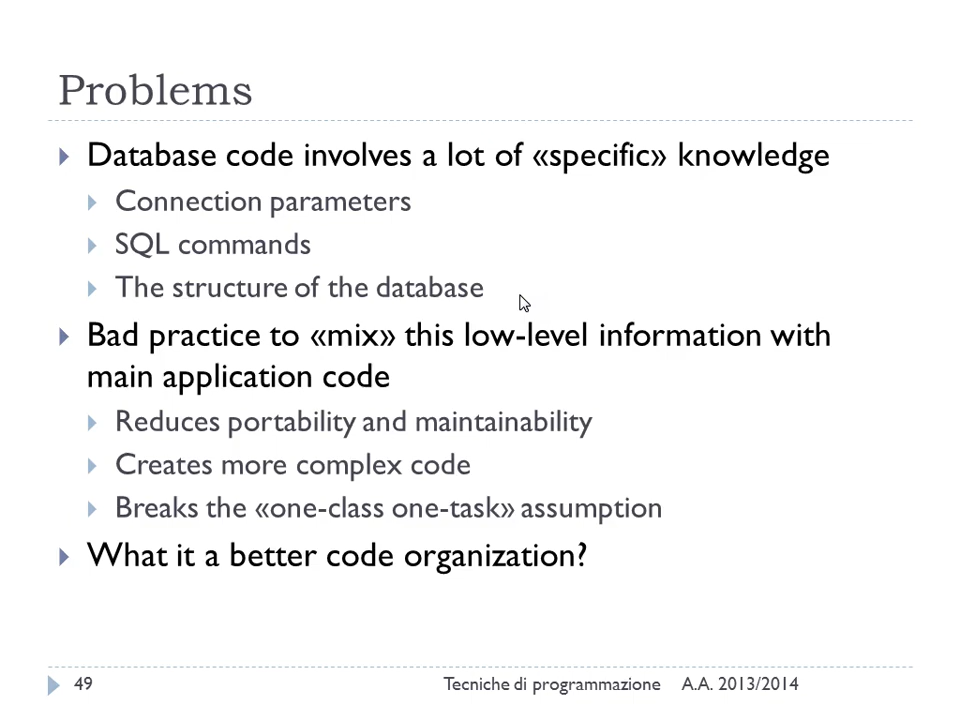 Problems
Database code involves a lot of «specific» knowledge
Connection parameters
SQL commands
The structure of the database
Bad practice to «mix» this low-level information with
main application code
Reduces portability and maintainability
Creates more complex code
Breaks the «one-class one-task» assumption
What it a better code organization?
49 Tecniche di programmazione A.A. 2013/2014